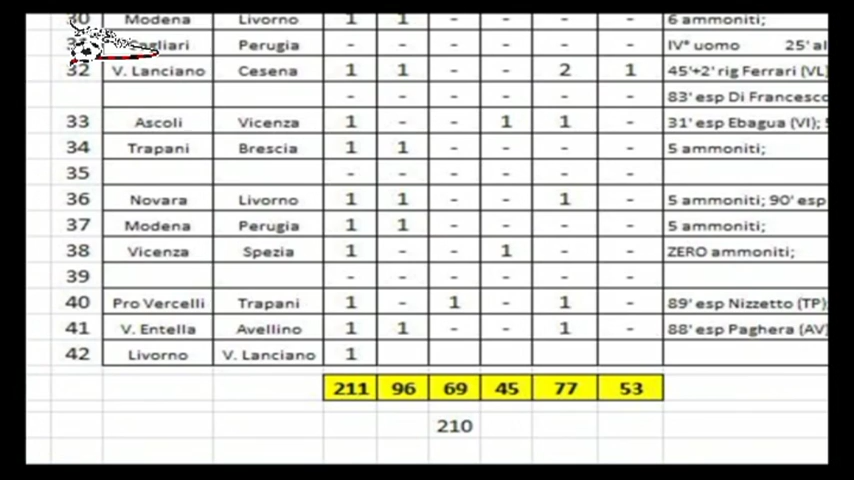 30 Modena Livorno 1 1 - - - - 6 ammoniti;
Cagliari Perugia - - - - - - IV° uomo 25' al
32 V. Lanciano Cesena 1 1 - - 2 1 45'+2' rig Ferrari (VL)
- - - - - - 83' esp Di Francesco
33 Ascoli Vicenza 1 - - 1 1 - 31' esp Ebagua (VI);
34 Trapani Brescia 1 1 - - - - 5 ammoniti;
35 - - - - - -
36 Novara Livorno 1 1 - - 1 - 5 ammoniti; 90' esp
37 Modena Perugia 1 1 - - - - 5 ammoniti;
38 Vicenza Spezia 1 - - 1 - - ZERO ammoniti;
39 - - - - - -
40 Pro Vercelli Trapani 1 - 1 - 1 - 89' esp Nizzetto (TP)
41 V. Entella Avellino 1 1 - - 1 - 88' esp Paghera (AV)
42 Livorno V. Lanciano 1
211 96 69 45 77 53
210